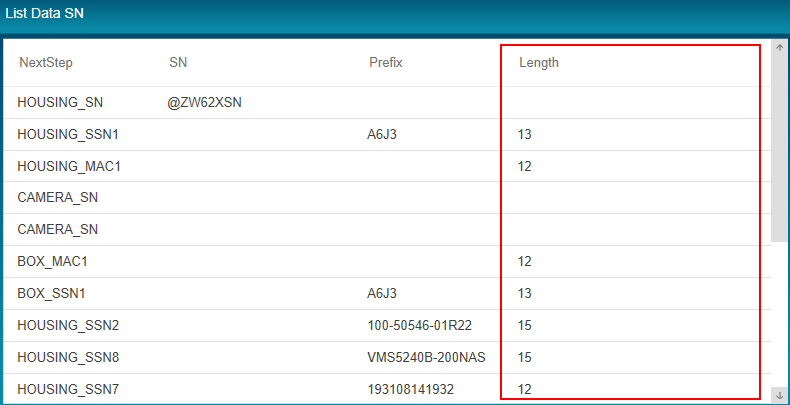 List Data SN
NextStep SN Prefix Length
HOUSING_SN @ZW62XSN
HOUSING_SSN1 A6J3 13
HOUSING_MAC1 12
CAMERA_SN
CAMERA_SN
BOX_MAC1 12
BOX_SSN1 A6J3 13
HOUSING_SSN2 100-50546-01R22 15
HOUSING_SSN8 VMS5240B-200NAS 15
HOUSING_SSN7 193108141932 12